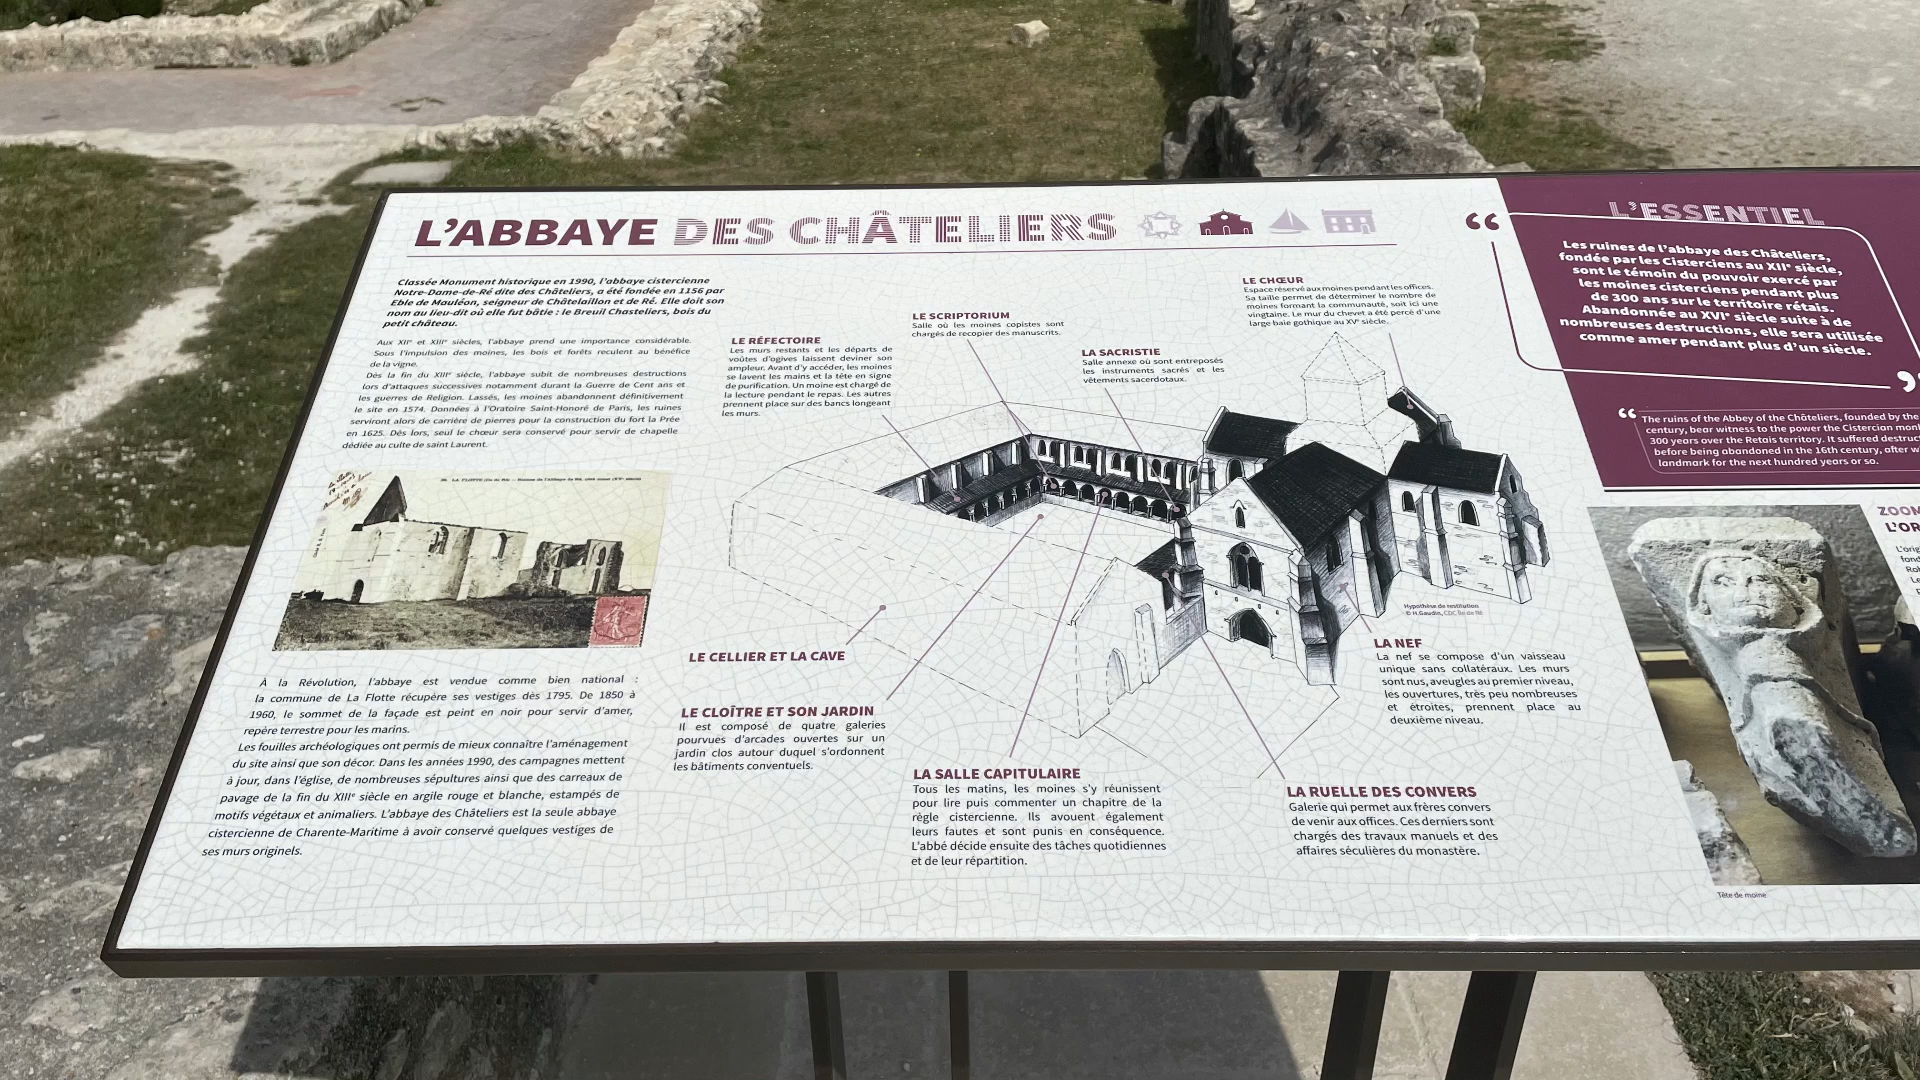 L'ABBAYE DES CHÂTELIERS
Classée Monument historique en 1990, l'abbaye cistercienne
Notre-Dame-de-Ré dite des Châteliers, a été fondée en 1156 par
Eble de Mauléon, seigneur de Châtelaillon et de Ré. Elle doit son
nom au lieu-dit où elle fut bâtie : le Breuil Chasteliers, bois du
petit château.
Aux XIIe et XIIIe siècles, l'abbaye prend une importance considérable.
Sous l'impulsion des moines, les bois et forêts reculent au bénéfice
de la vigne.
Dès la fin du XIIIe siècle, l'abbaye subit de nombreuses destructions
lors d'attaques successives notamment durant la Guerre de Cent ans et
les guerres de Religion. Lassés, les moines abandonnent définitivement
le site en 1574. Données à l'Oratoire Saint-Honoré de Paris, les ruines
serviront alors de carrière de pierres pour la construction du fort la Prée
en 1625. Dès lors, seul le chœur sera conservé pour servir de chapelle
dédiée au culte de saint Laurent.
À la Révolution, l'abbaye est vendue comme bien national :
la commune de La Flotte récupère ses vestiges dès 1795. De 1850 à
1960, le sommet de la façade est peint en noir pour servir d'amer,
repère terrestre pour les marins.
Les fouilles archéologiques ont permis de mieux connaître l'aménagement
du site ainsi que son décor. Dans les années 1990, des campagnes mettent
à jour, dans l'église, de nombreuses sépultures ainsi que des carreaux de
pavage de la fin du XIIIe siècle en argile rouge et blanche, estampés de
motifs végétaux et animaliers. L'abbaye des Châteliers est la seule abbaye
cistercienne de Charente-Maritime à avoir conservé quelques vestiges de
ses murs originels.
LE RÉFECTOIRE
Les murs restants et les départs de
voûtes d'ogives laissent deviner son
ampleur. Avant d'y accéder, les moines
se lavent les mains et la tête en signe
de purification. Un moine est chargé de
la lecture pendant le repas. Les autres
prennent place sur des bancs longeant
les murs.
LE SCRIPTORIUM
Salle où les moines copistes sont
chargés de recopier des manuscrits.
LA SACRISTIE
Salle annexe où sont entreposés
les instruments sacrés et les
vêtements sacerdotaux.
LE CHŒUR
Espace réservé aux moines pendant les offices.
Sa taille permet de déterminer le nombre de
moines formant la communauté, soit ici une
vingtaine. Le mur du chevet a été percé d'une
large baie gothique au XVe siècle.
LE CELLIER ET LA CAVE
LE CLOÎTRE ET SON JARDIN
Il est composé de quatre galeries
pourvues d'arcades ouvertes sur un
jardin clos autour duquel s'ordonnent
les bâtiments conventuels.
LA SALLE CAPITULAIRE
Tous les matins, les moines s'y réunissent
pour lire puis commenter un chapitre de la
règle cistercienne. Ils avouent également
leurs fautes et sont punis en conséquence.
L'abbé décide ensuite des tâches quotidiennes
et de leur répartition.
LA RUELLE DES CONVERS
Galerie qui permet aux frères convers
de venir aux offices. Ces derniers sont
chargés des travaux manuels et des
affaires séculières du monastère.
LA NEF
La nef se compose d'un vaisseau
unique sans collatéraux. Les murs
sont nus, aveugles au premier niveau,
les ouvertures, très peu nombreuses
et étroites, prennent place au
deuxième niveau.
Hypothèse de restitution
© H.Gaudin, CDC Île de Ré
L'ESSENTIEL
“ Les ruines de l'abbaye des Châteliers,
fondée par les Cisterciens au XIIe siècle,
sont le témoin du pouvoir exercé par
les moines cisterciens pendant plus
de 300 ans sur le territoire rétais.
Abandonnée au XVIe siècle suite à de
nombreuses destructions, elle sera utilisée
comme amer pendant plus d'un siècle. ”
“ The ruins of the Abbey of the Châteliers, founded by the
century, bear witness to the power the Cistercian
300 years over the Retais territory. It suffered
before being abandoned in the 16th century, after
landmark for the next hundred years or so.
ZOOM
Tête de moine